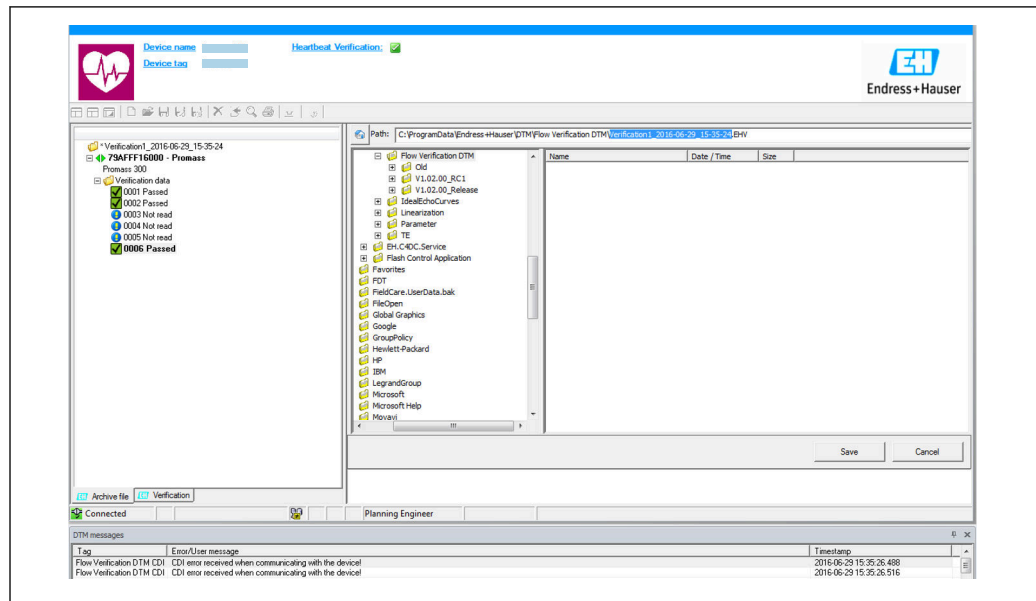 Device name
Heartbeat Verification:
Device tag
EH
Endress+Hauser
Path: C:\ProgramData\Endress+Hauser\DTM\Flow Verification DTM\Verification1_2016-06-29_15-35-24.EHV
* Verification1_2016-06-29_15-35-24
79AFFF16000 - Promass
Promass 300
Verification data
0001 Passed
0002 Passed
0003 Not read
0004 Not read
0005 Not read
0006 Passed
Flow Verification DTM
Old
V1.02.00_RC1
V1.02.00_Release
IdealEchoCurves
Linearization
Parameter
TE
EH.C4DC.Service
Flash Control Application
Favorites
FDT
FieldCare.UserData.bak
FileOpen
Global Graphics
Google
GroupPolicy
Hewlett-Packard
HP
IBM
LegrandGroup
Microsoft
Microsoft Help
Movavi
Name Date / Time Size
Save Cancel
Archive file Verification
Connected Planning Engineer
DTM messages
Tag Error/User message Timestamp
Flow Verification DTM CDI CDI error received when communicating with the device! 2016-06-29 15:35:26.488
Flow Verification DTM CDI CDI error received when communicating with the device! 2016-06-29 15:35:26.516